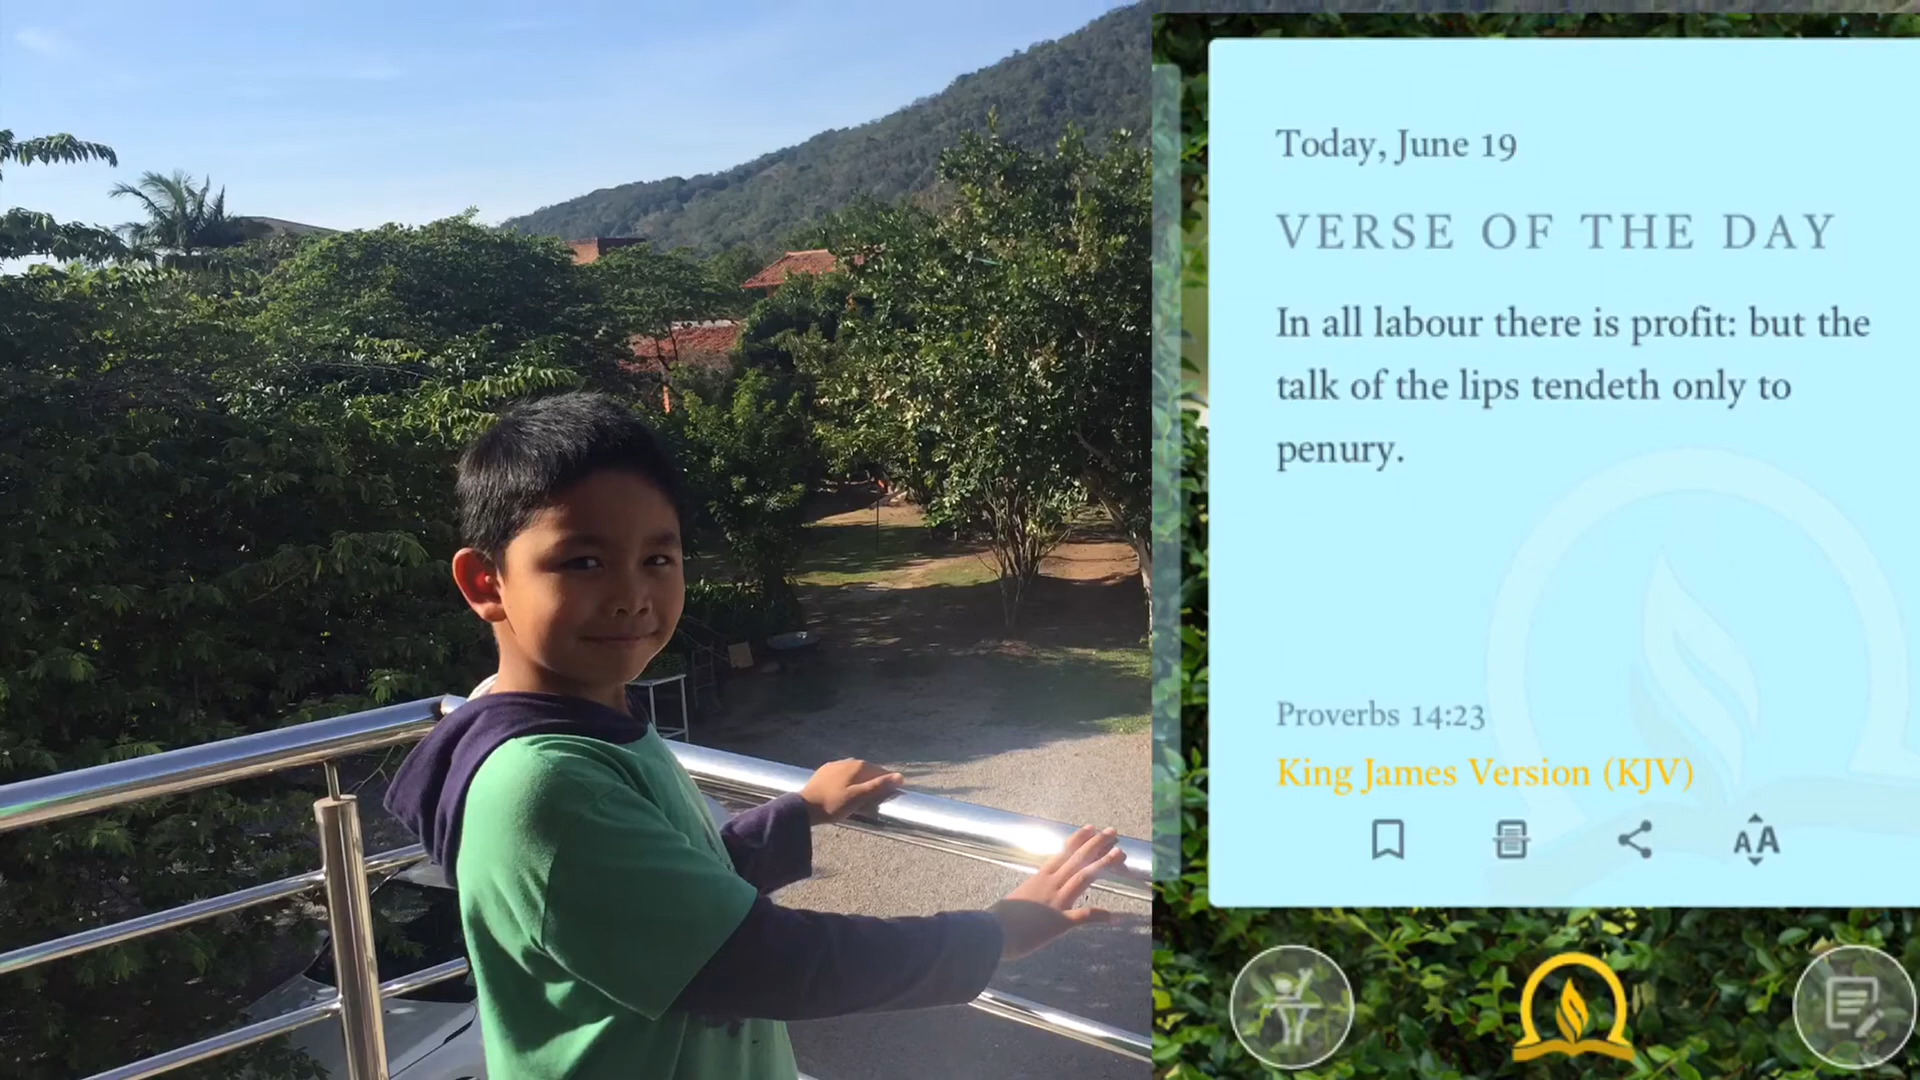 Today, June 19
VERSE OF THE DAY
In all labour there is profit: but the
talk of the lips tendeth only to
penury.
Proverbs 14:23
King James Version (KJV)
AA